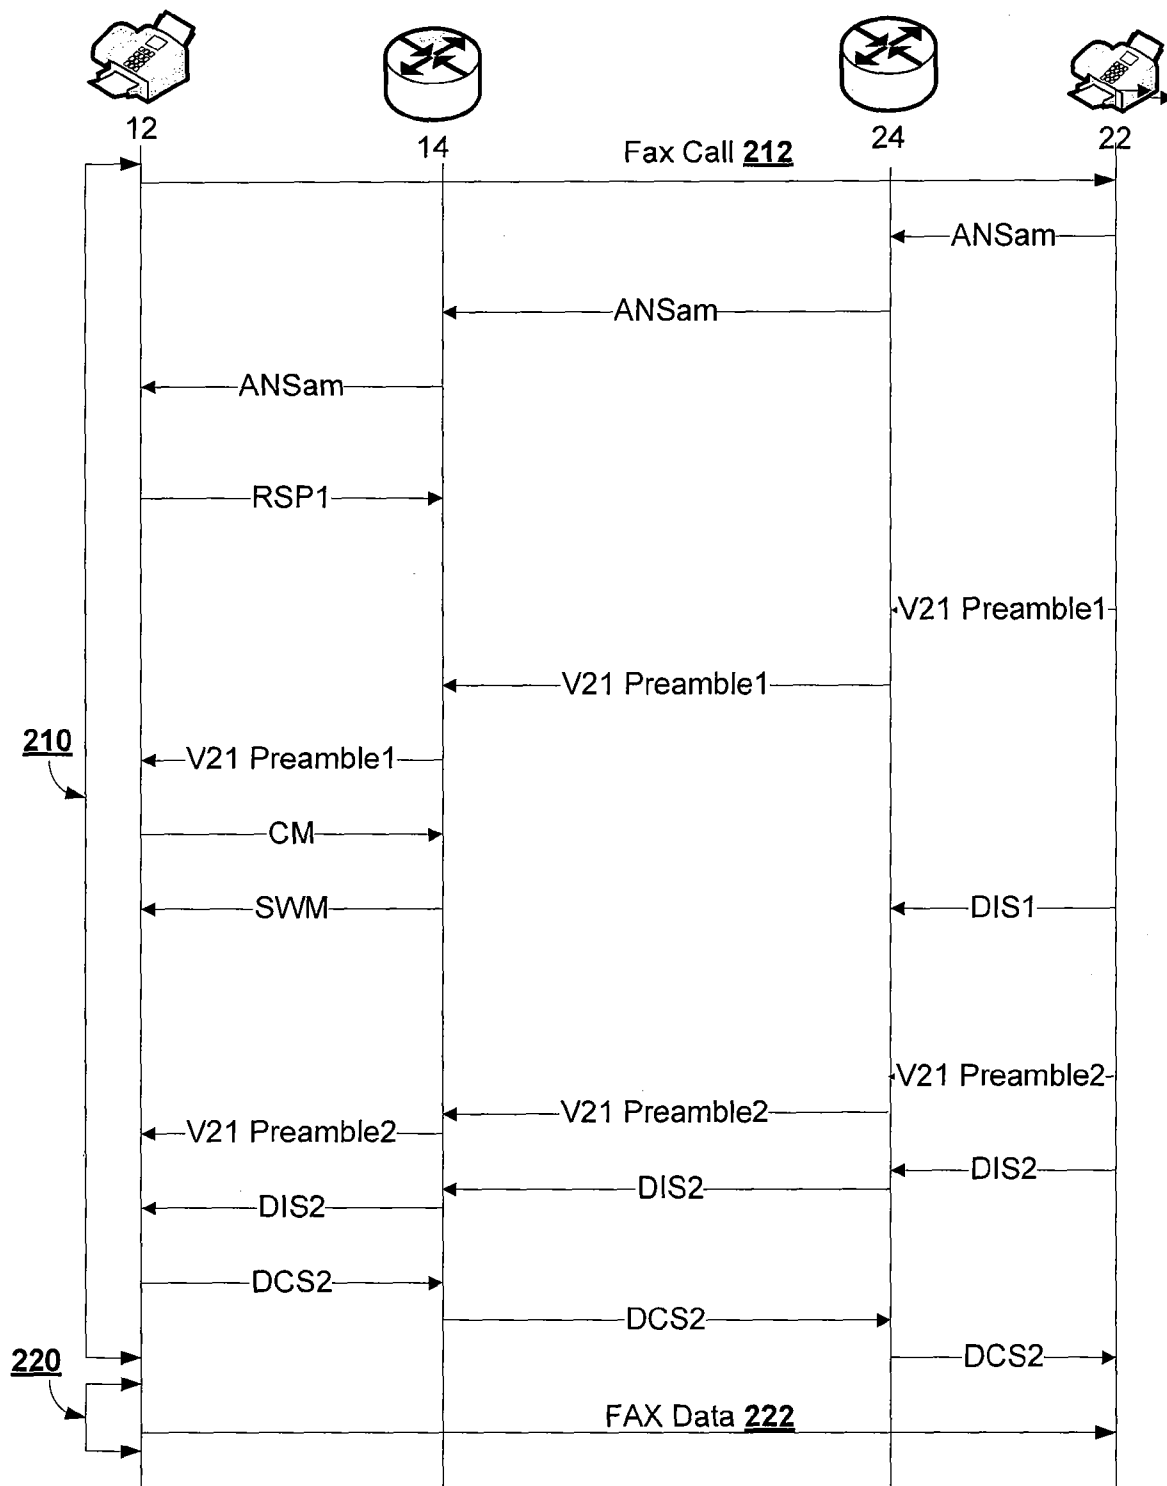 12
14
24
22
Fax Call 212
ANSam
ANSam
ANSam
RSP1
V21 Preamble1
V21 Preamble1
210
V21 Preamble1
CM
SWM
DIS1
V21 Preamble2
V21 Preamble2
V21 Preamble2
DIS2
DIS2
DIS2
DCS2
DCS2
DCS2
220
FAX Data 222